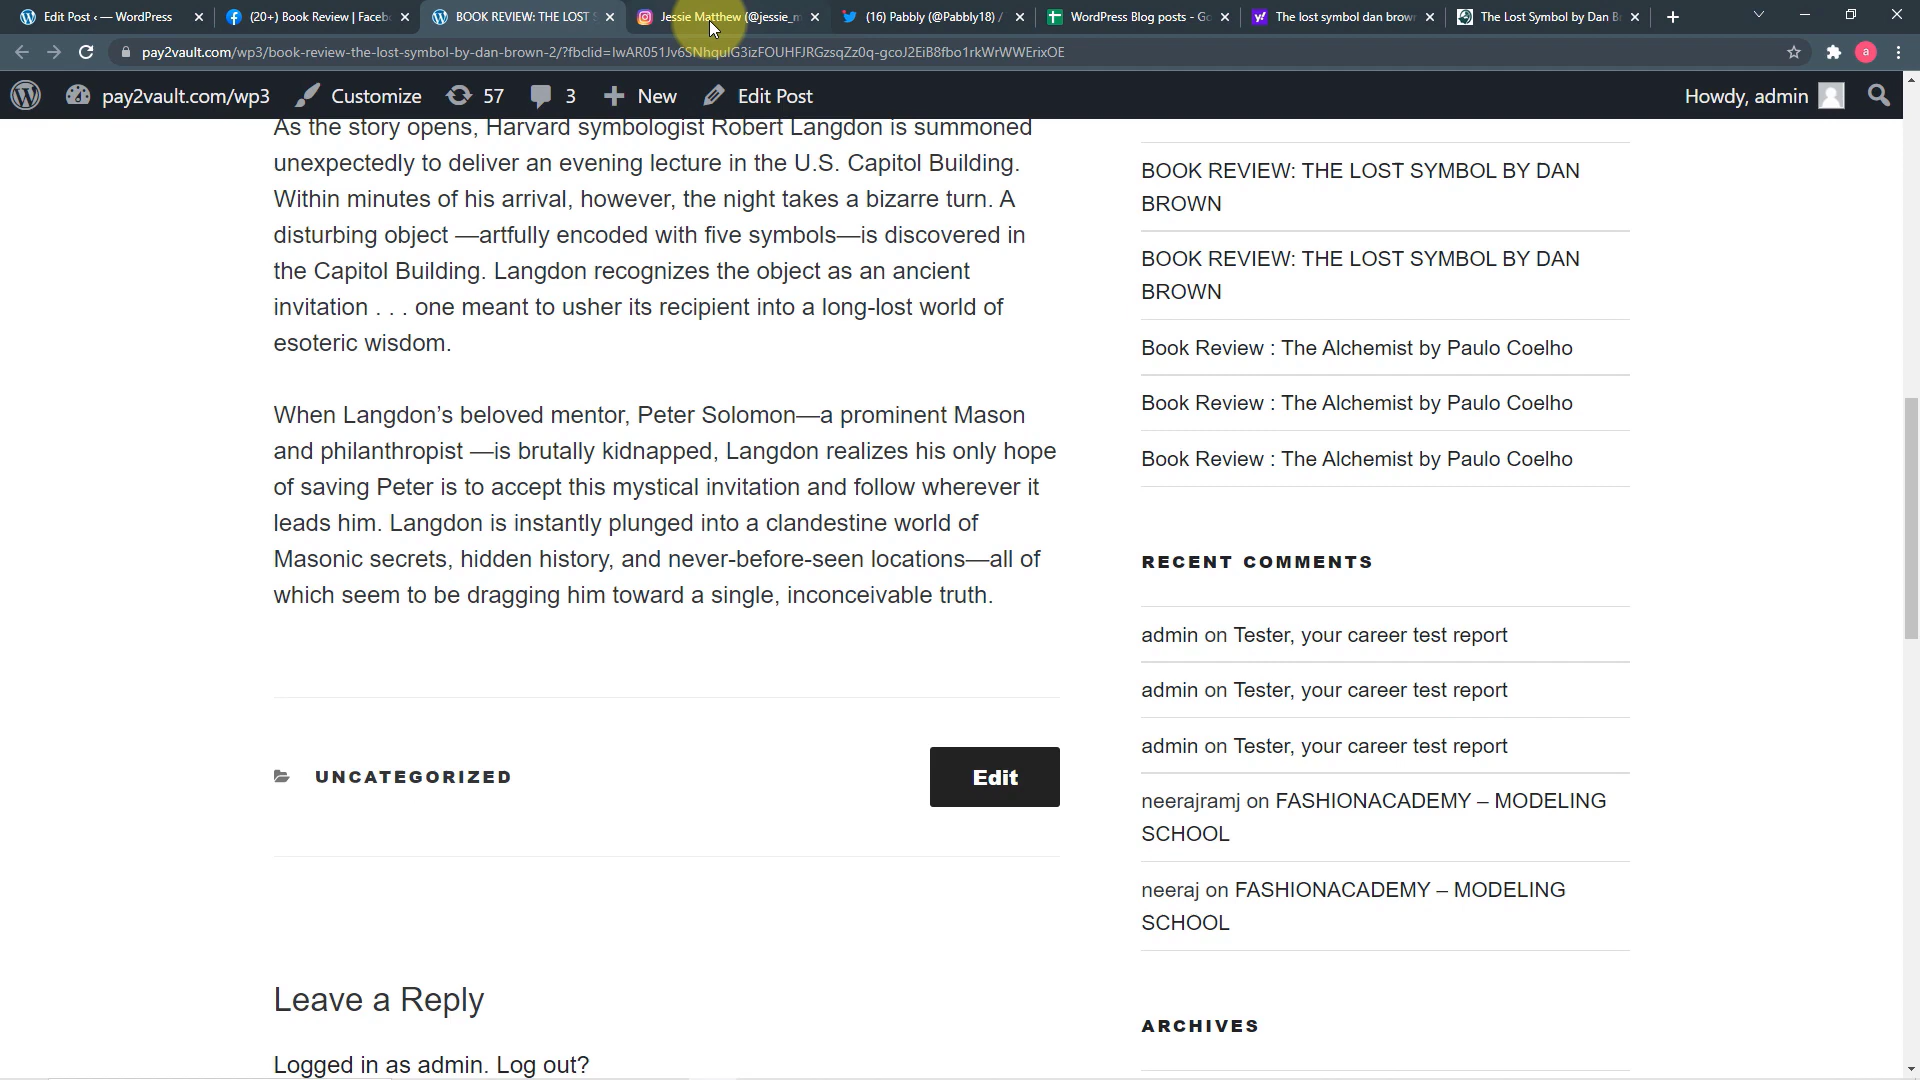 Edit Post ‹ — WordPress
(20+) Book Review | Faceb
BOOK REVIEW: THE LOST S
Jessie Matthew (@jessie_m
(16) Pabbly (@Pabbly18) /
WordPress Blog posts - Go
The lost symbol dan brow
The Lost Symbol by Dan B
pay2vault.com/wp3/book-review-the-lost-symbol-by-dan-brown-2/?fbclid=
a
pay2vault.com/wp3
Customize
57
3
New
Edit Post
Howdy, admin
As the story opens, Harvard symbologist Robert Langdon is summoned
unexpectedly to deliver an evening lecture in the U.S. Capitol Building.
Within minutes of his arrival, however, the night takes a bizarre turn. A
disturbing object —artfully encoded with five symbols—is discovered in
the Capitol Building. Langdon recognizes the object as an ancient
invitation . . . one meant to usher its recipient into a long-lost world of
esoteric wisdom.
When Langdon’s beloved mentor, Peter Solomon—a prominent Mason
and philanthropist —is brutally kidnapped, Langdon realizes his only hope
of saving Peter is to accept this mystical invitation and follow wherever it
leads him. Langdon is instantly plunged into a clandestine world of
Masonic secrets, hidden history, and never-before-seen locations—all of
which seem to be dragging him toward a single, inconceivable truth.
UNCATEGORIZED
Edit
Leave a Reply
Logged in as admin. Log out?
BOOK REVIEW: THE LOST SYMBOL BY DAN
BROWN
BOOK REVIEW: THE LOST SYMBOL BY DAN
BROWN
Book Review : The Alchemist by Paulo Coelho
Book Review : The Alchemist by Paulo Coelho
Book Review : The Alchemist by Paulo Coelho
RECENT COMMENTS
admin on Tester, your career test report
admin on Tester, your career test report
admin on Tester, your career test report
neerajramj on FASHIONACADEMY – MODELING
SCHOOL
neeraj on FASHIONACADEMY – MODELING
SCHOOL
ARCHIVES